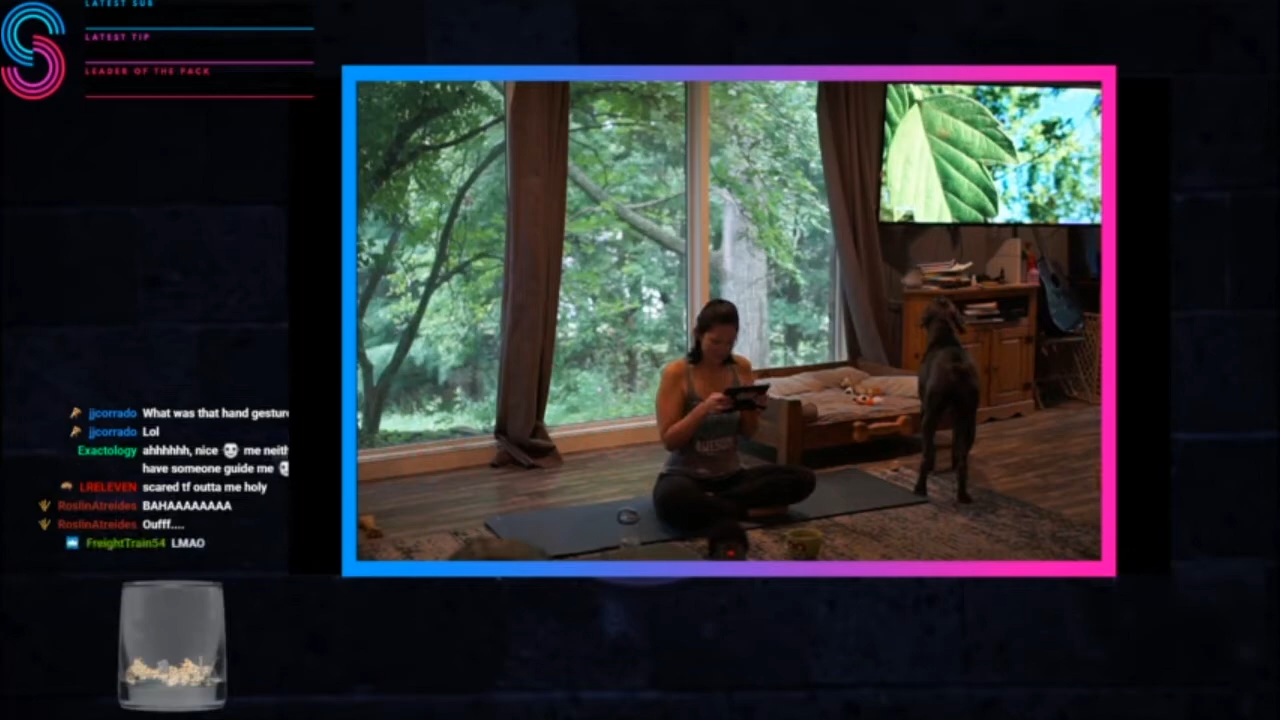 LATEST SUB
LATEST TIP
LEADER OF THE PACK
jjcorrado What was that hand gesture
jjcorrado Lol
Exactology ahhhhhh, nice me neith
have someone guide me
LRELEVEN scared tf outta me holy
RoslinAtreides BAHAAAAAAAA
RoslinAtreides Oufff....
FreightTrain54 LMAO